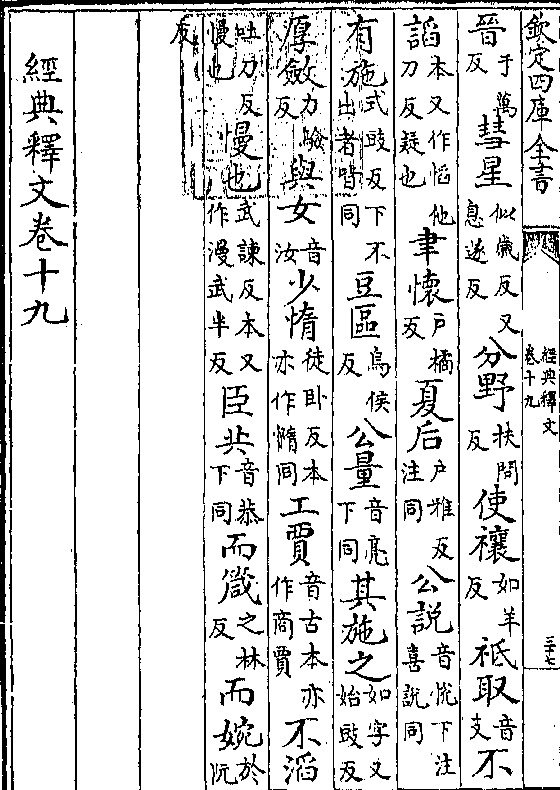 欽定四庫全書
經典釋文
卷十九
三十七
晉于萬反彗星似歲反又息遂反分野扶問反使禳如羊反祇取音支不
謟本又作慆他刀反疑也聿懷戶橘反夏后戶雅反注同公說音悅下注喜說同
有施式豉反下不出者皆同豆區烏侯反公量音亮下同其施之如字又始豉反
厚斂力驗反與女音汝少惰徒臥反本亦作憜同工賈音古本亦作商賈不滔
吐刀反慢也慢也武諫反本又作漫武半反臣共音恭下同而箴之林反而婉於阮
反
經典釋文卷十九